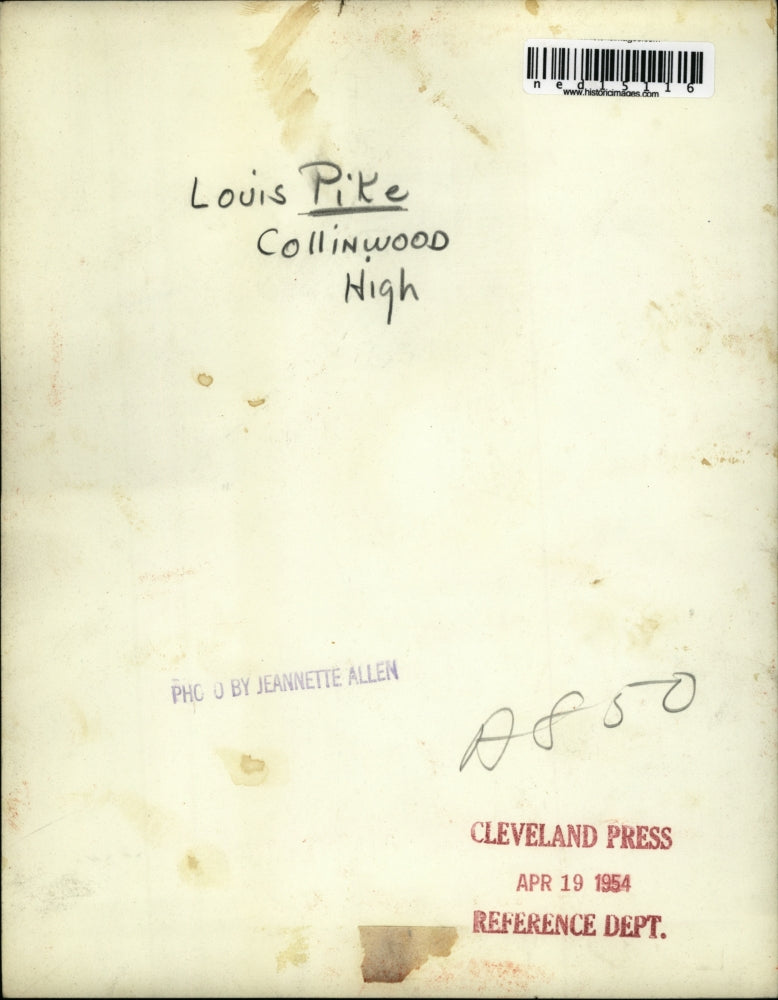 ned15116
www.historicimages.com
Louis Pike
Collinwood
High
PHO O BY JEANNETTE ALLEN
A850
CLEVELAND PRESS
APR 19 1954
REFERENCE DEPT.